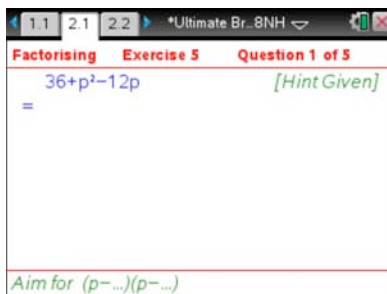 1.1 2.1 2.2 *Ultimate Br…8NH
Factorising Exercise 5 Question 1 of 5
36+p²−12p [Hint Given]
=
Aim for (p−...)(p−...)